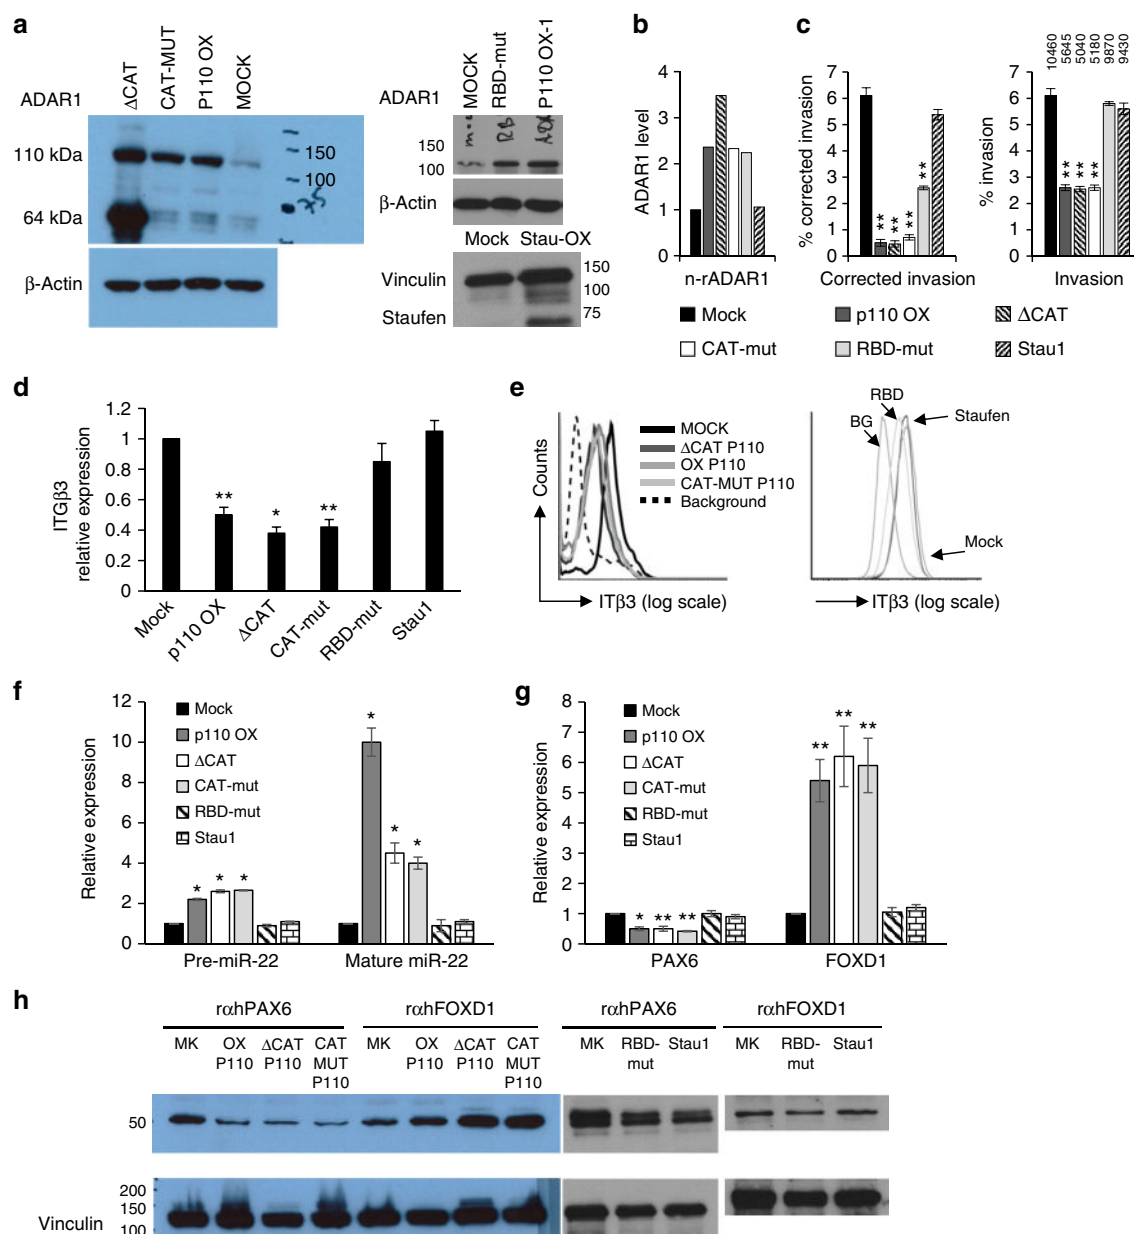 a
ADAR1
ΔCAT
CAT-MUT
P110 OX
MOCK
110 kDa
64 kDa
150
100
75
β-Actin
ADAR1
MOCK
RBD-mut
P110 OX-1
150
100
β-Actin
Mock Stau-OX
Vinculin
Staufen
150
100
75
b
ADAR1 level
4
3
2
1
0
n-rADAR1
c
% corrected invasion
7
6
5
4
3
2
1
0
**
**
**
**
Corrected invasion
10460
5645
5040
5180
9870
9430
% invasion
7
6
5
4
3
2
1
0
**
**
**
Invasion
Mock
p110 OX
ΔCAT
CAT-mut
RBD-mut
Stau1
d
ITGβ3
relative expression
1.2
1
0.8
0.6
0.4
0.2
0
**
*
**
Mock
p110 OX
ΔCAT
CAT-mut
RBD-mut
Stau1
e
Counts
MOCK
ΔCAT P110
OX P110
CAT-MUT P110
Background
ITβ3 (log scale)
RBD
BG
Staufen
Mock
ITβ3 (log scale)
f
Relative expression
12
10
8
6
4
2
0
Mock
p110 OX
ΔCAT
CAT-mut
RBD-mut
Stau1
* * *
* * *
Pre-miR-22 Mature miR-22
g
Relative expression
8
7
6
5
4
3
2
1
0
Mock
p110 OX
ΔCAT
CAT-mut
RBD-mut
Stau1
* ** **
** ** **
PAX6 FOXD1
h
rαhPAX6 rαhFOXD1 rαhPAX6 rαhFOXD1
MK OX P110 ΔCAT P110 CAT MUT P110 MK OX P110 ΔCAT P110 CAT MUT P110 MK RBD-mut Stau1 MK RBD-mut Stau1
50
200
150
100
Vinculin